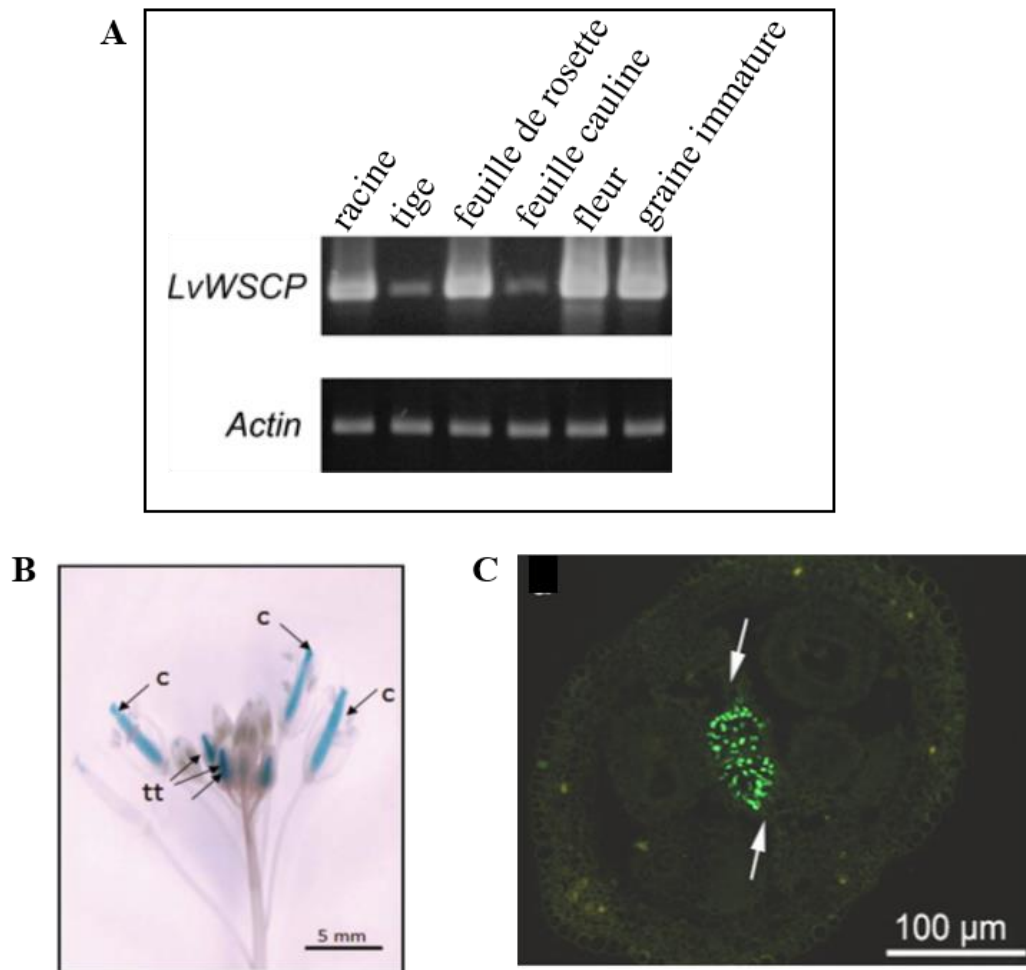 A
racine
tige
feuille de rosette
feuille cauline
fleur
graine immature
LvWSCP
Actin
B
c
c
c
tt
5 mm
C
100 µm